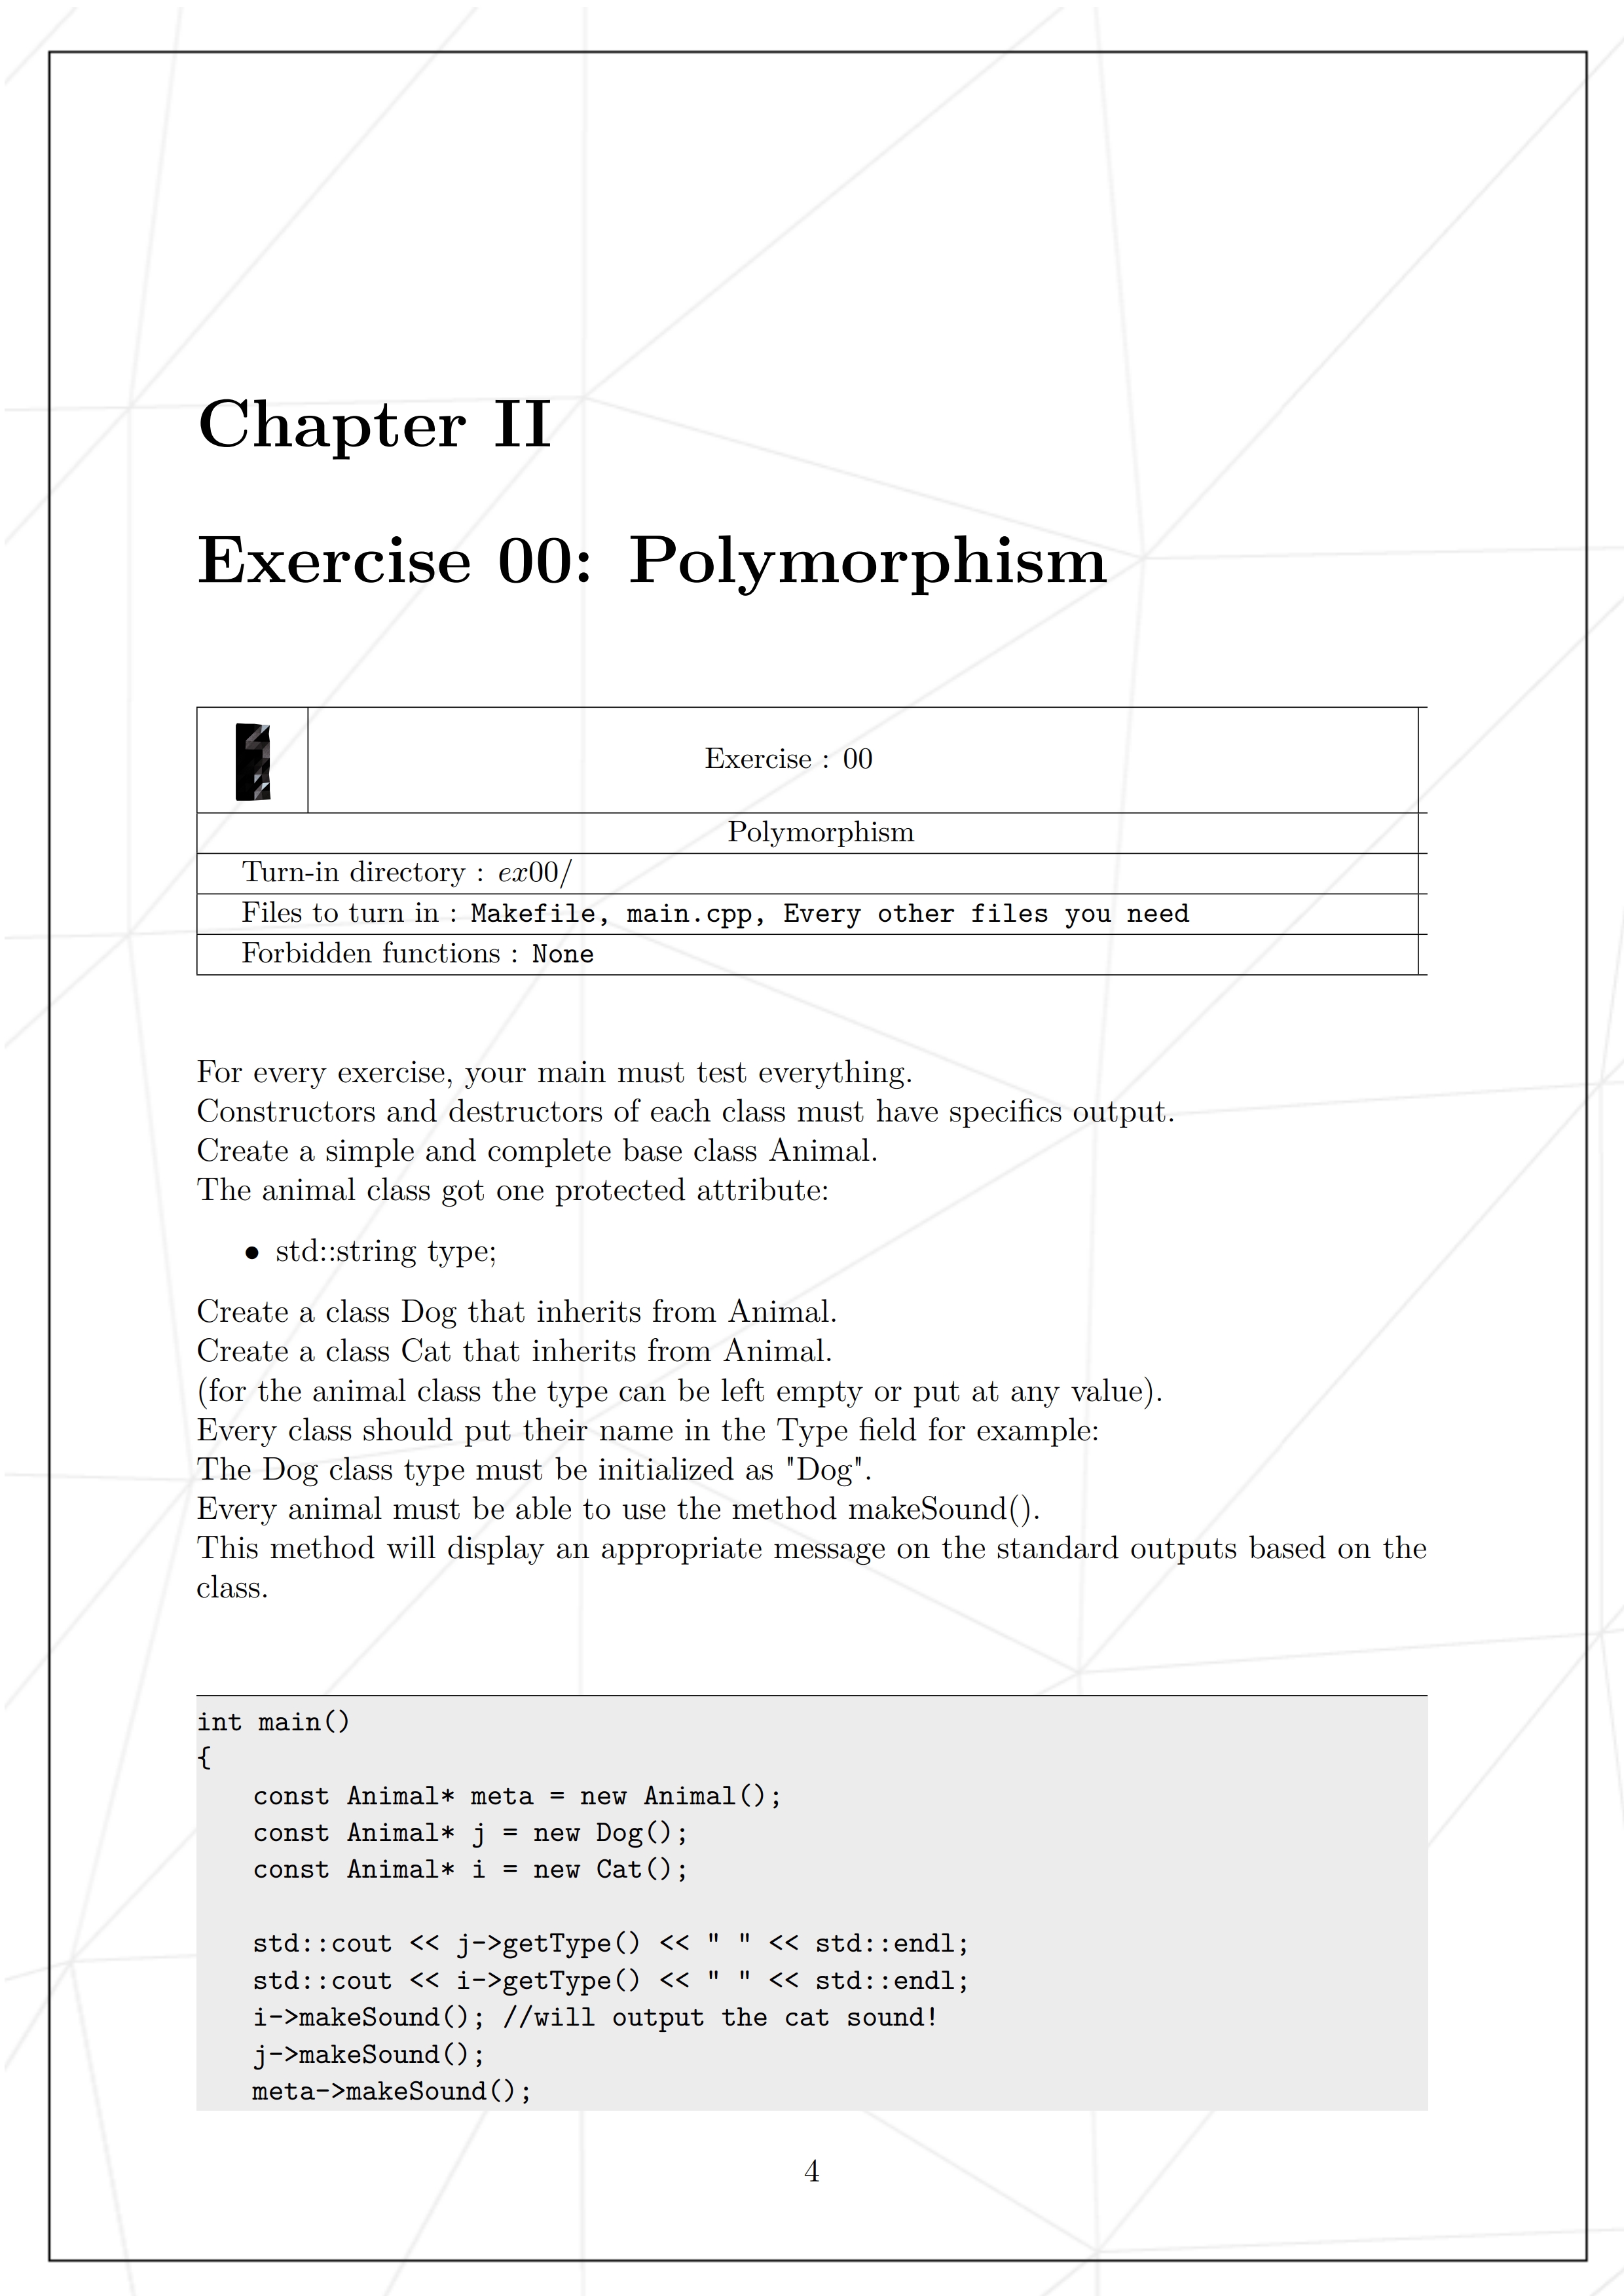 Chapter II
Exercise 00: Polymorphism
Exercise : 00
Polymorphism
Turn-in directory : ex00/
Files to turn in : Makefile, main.cpp, Every other files you need
Forbidden functions : None
For every exercise, your main must test everything.
Constructors and destructors of each class must have specifics output.
Create a simple and complete base class Animal.
The animal class got one protected attribute:
• std::string type;
Create a class Dog that inherits from Animal.
Create a class Cat that inherits from Animal.
(for the animal class the type can be left empty or put at any value).
Every class should put their name in the Type field for example:
The Dog class type must be initialized as "Dog".
Every animal must be able to use the method makeSound().
This method will display an appropriate message on the standard outputs based on the
class.
int main()
{
    const Animal* meta = new Animal();
    const Animal* j = new Dog();
    const Animal* i = new Cat();
    std::cout << j->getType() << " " << std::endl;
    std::cout << i->getType() << " " << std::endl;
    i->makeSound(); //will output the cat sound!
    j->makeSound();
    meta->makeSound();
4